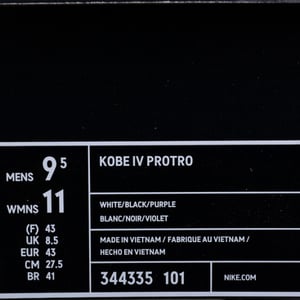 MENS 9 5
WMNS 11
(F) 43
UK 8.5
EUR 43
CM 27.5
BR 41
KOBE IV PROTRO
WHITE/BLACK/PURPLE
BLANC/NOIR/VIOLET
MADE IN VIETNAM / FABRIQUE AU VIETNAM /
HECHO EN VIETNAM
344335 101
NIKE.COM